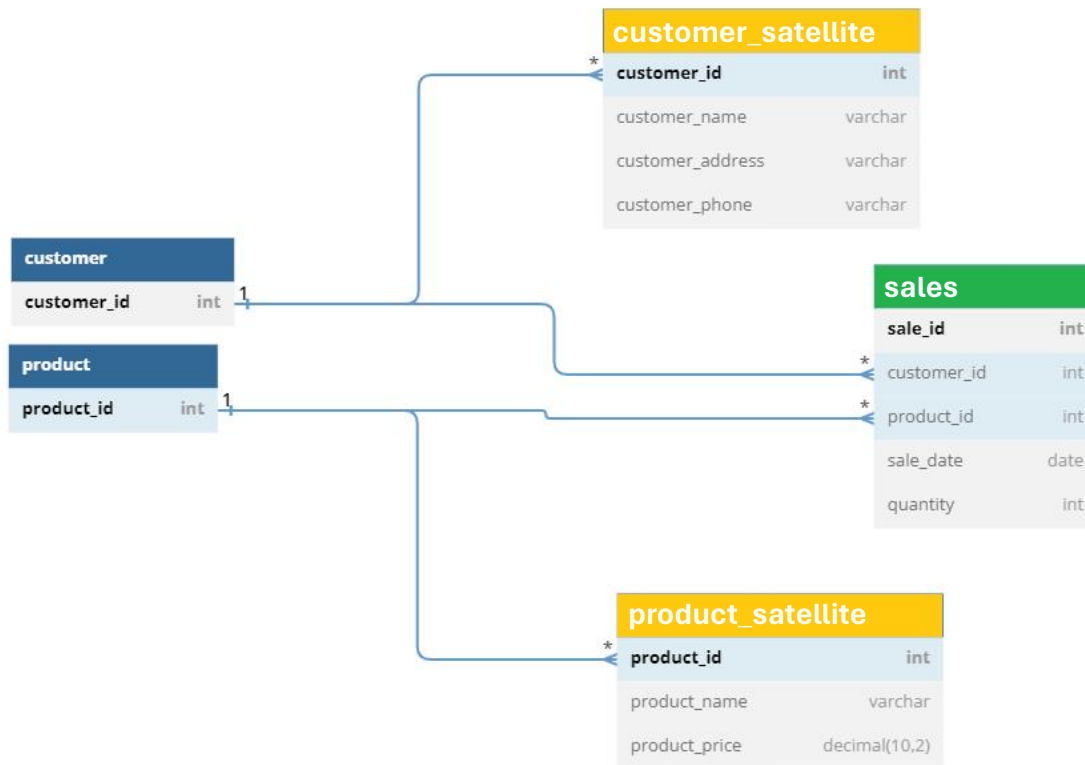 customer_satellite
* customer_id int
customer_name varchar
customer_address varchar
customer_phone varchar
customer
customer_id int 1
product
product_id int 1
sales
sale_id int
* customer_id int
* product_id int
sale_date date
quantity int
product_satellite
* product_id int
product_name varchar
product_price decimal(10,2)